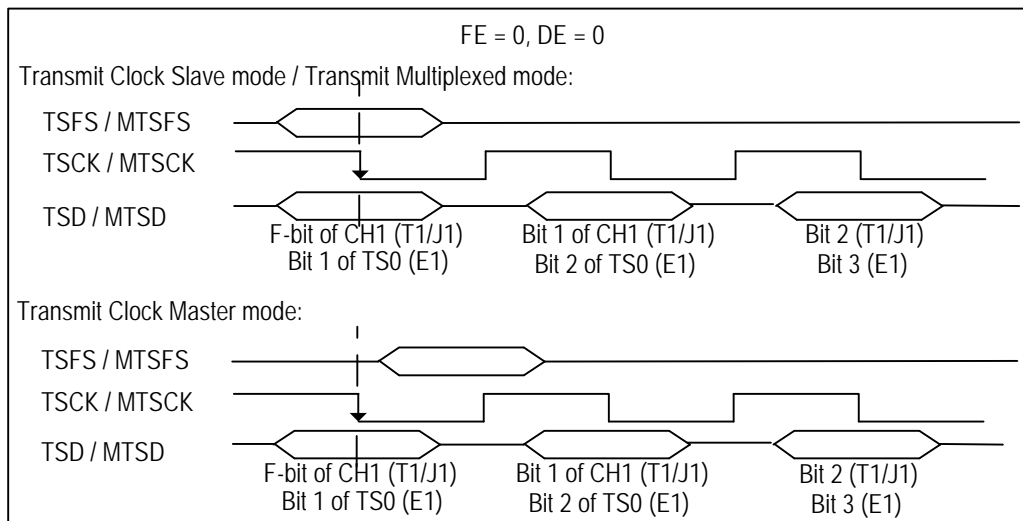 FE = 0, DE = 0
Transmit Clock Slave mode / Transmit Multiplexed mode:
TSFS / MTSFS
TSCK / MTSCK
TSD / MTSD
F-bit of CH1 (T1/J1)
Bit 1 of TS0 (E1)
Bit 1 of CH1 (T1/J1)
Bit 2 of TS0 (E1)
Bit 2 (T1/J1)
Bit 3 (E1)
Transmit Clock Master mode:
TSFS / MTSFS
TSCK / MTSCK
TSD / MTSD
F-bit of CH1 (T1/J1)
Bit 1 of TS0 (E1)
Bit 1 of CH1 (T1/J1)
Bit 2 of TS0 (E1)
Bit 2 (T1/J1)
Bit 3 (E1)